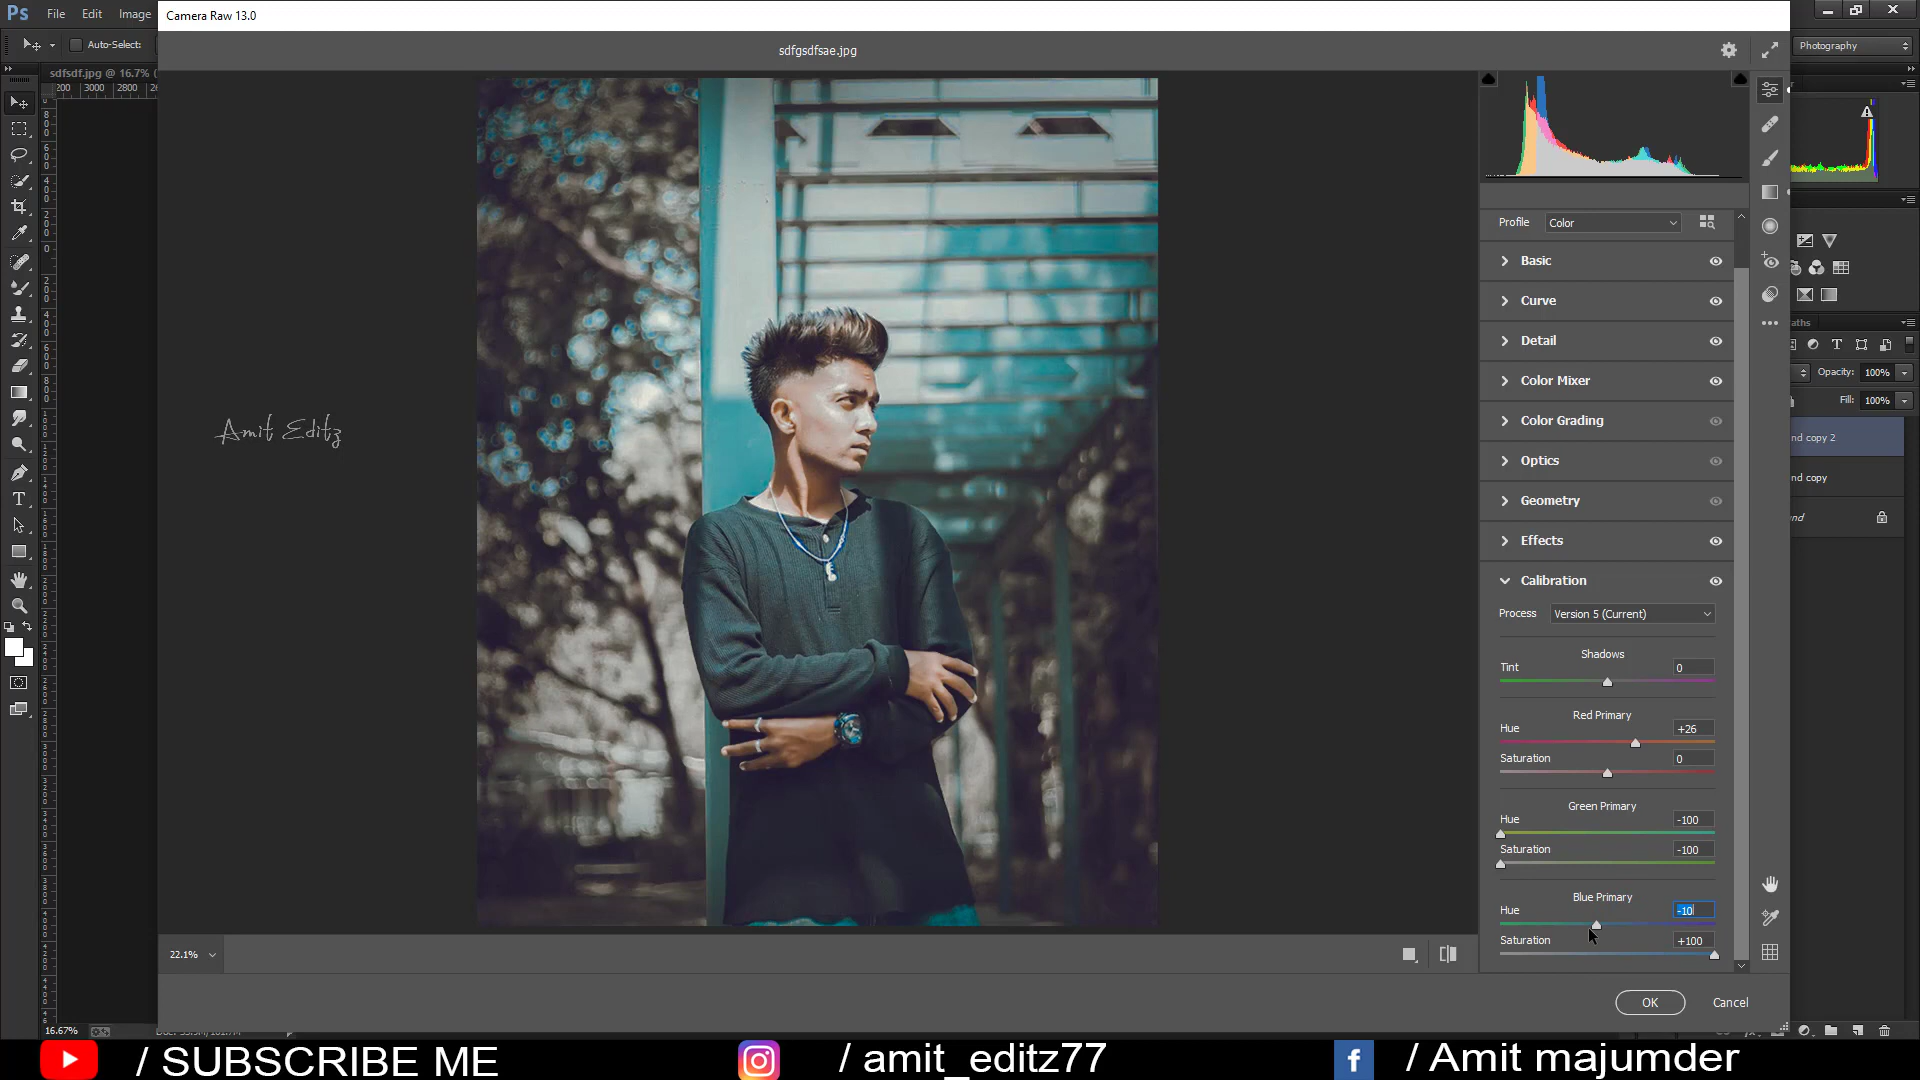 Camera Raw 13.0
Ps File Edit Image
sdfgsdfsae.jpg
Auto-Select:
Photography
sdfsdf.jpg @ 16.7% (
3000 2800
Profile Color
Basic
Curve
Detail
Color Mixer
Color Grading
Optics
Geometry
Effects
Calibration
Process Version 5 (Current)
Shadows
Tint 0
Red Primary
Hue +26
Saturation 0
Green Primary
Hue -100
Saturation -100
Blue Primary
Hue -10
Saturation +100
Opacity: 100%
Fill: 100%
nd copy 2
nd copy
nd
Amit Editz
22.1%
OK Cancel
16.67%
/ SUBSCRIBE ME / amit_editz77 / Amit majumder